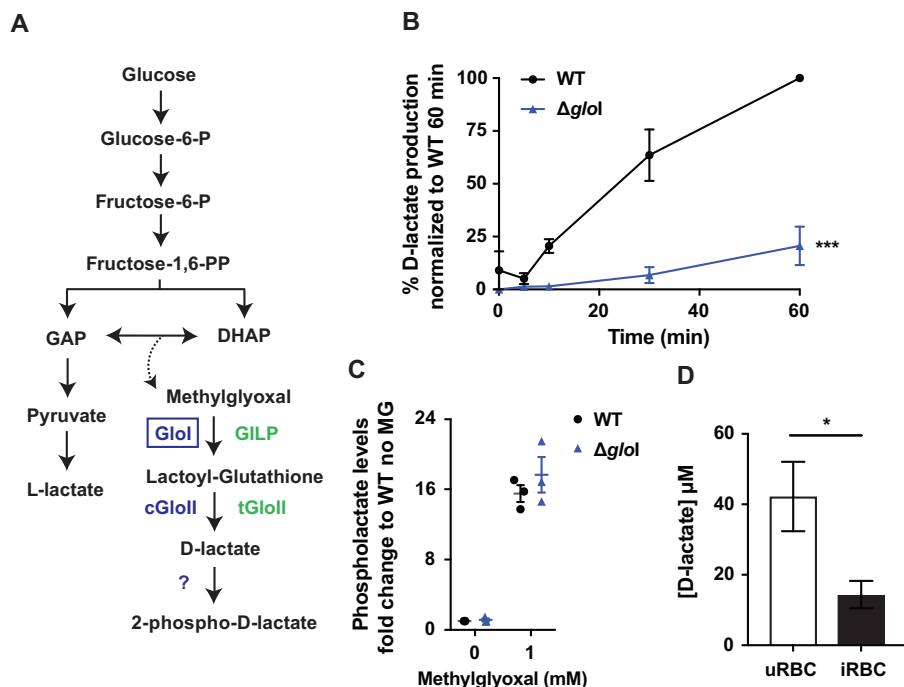 A
Glucose
Glucose-6-P
Fructose-6-P
Fructose-1,6-PP
GAP
DHAP
Methylglyoxal
Pyruvate
GloI
GILP
Lactoyl-Glutathione
L-lactate
cGloII
tGloII
D-lactate
?
2-phospho-D-lactate
B
WT
ΔgloI
% D-lactate production
normalized to WT 60 min
100
75
50
25
0
***
0
20
40
60
Time (min)
C
WT
ΔgloI
Phospholactate levels
fold change to WT no MG
24
16
8
0
0
1
Methylglyoxal (mM)
D
*
[D-lactate] µM
60
40
20
0
uRBC
iRBC